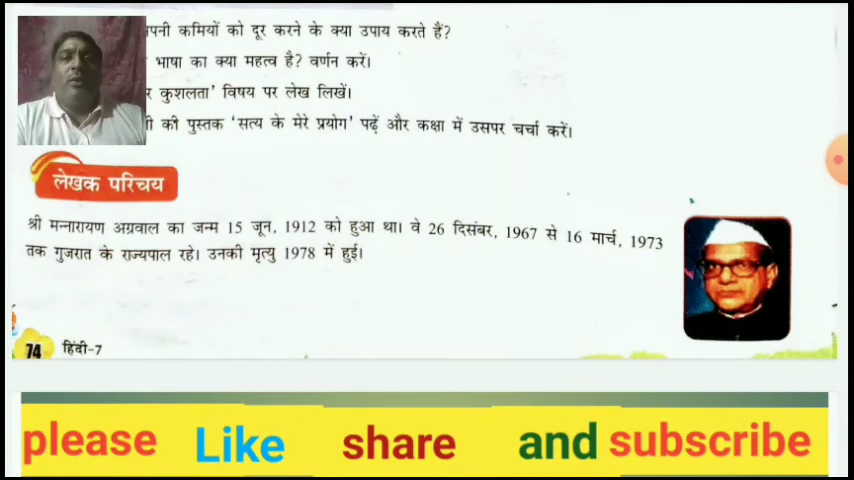 पनी कमियों को दूर करने के क्या उपाय करते हैं?
भाषा का क्या महत्व है? वर्णन करें।
र कुशलता' विषय पर लेख लिखें।
की पुस्तक 'सत्य के मेरे प्रयोग' पढ़ें और कक्षा में उसपर चर्चा करें।
लेखक परिचय
श्री मन्नारायण अग्रवाल का जन्म 15 जून, 1912 को हुआ था। वे 26 दिसंबर, 1967 से 16 मार्च, 1973
तक गुजरात के राज्यपाल रहे। उनकी मृत्यु 1978 में हुई।
74 हिंदी-7
please Like share and subscribe